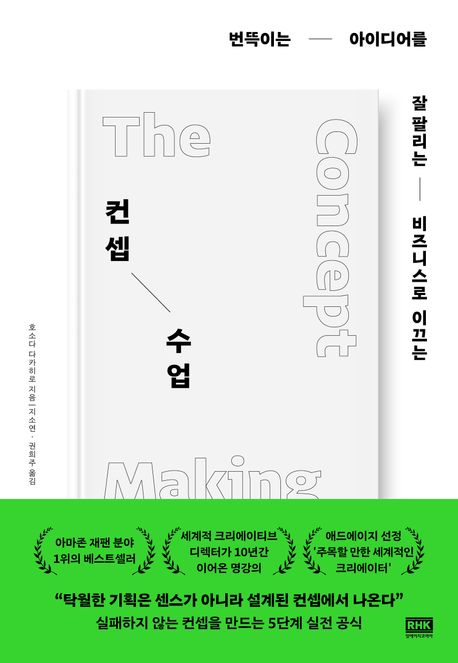 번뜩이는 — 아이디어를
잘 팔리는 — 비즈니스로 이끄는
The
Concept
컨셉
수업
Making
호소다 다카히로 지음 | 지소연·권희주 옮김
아마존 재팬 분야
1위의 베스트셀러
세계적 크리에이티브
디렉터가 10년간
이어온 명강의
애드에이지 선정
'주목할 만한 세계적인
크리에이터'
“탁월한 기획은 센스가 아니라 설계된 컨셉에서 나온다”
실패하지 않는 컨셉을 만드는 5단계 실전 공식
RHK
알에이치코리아